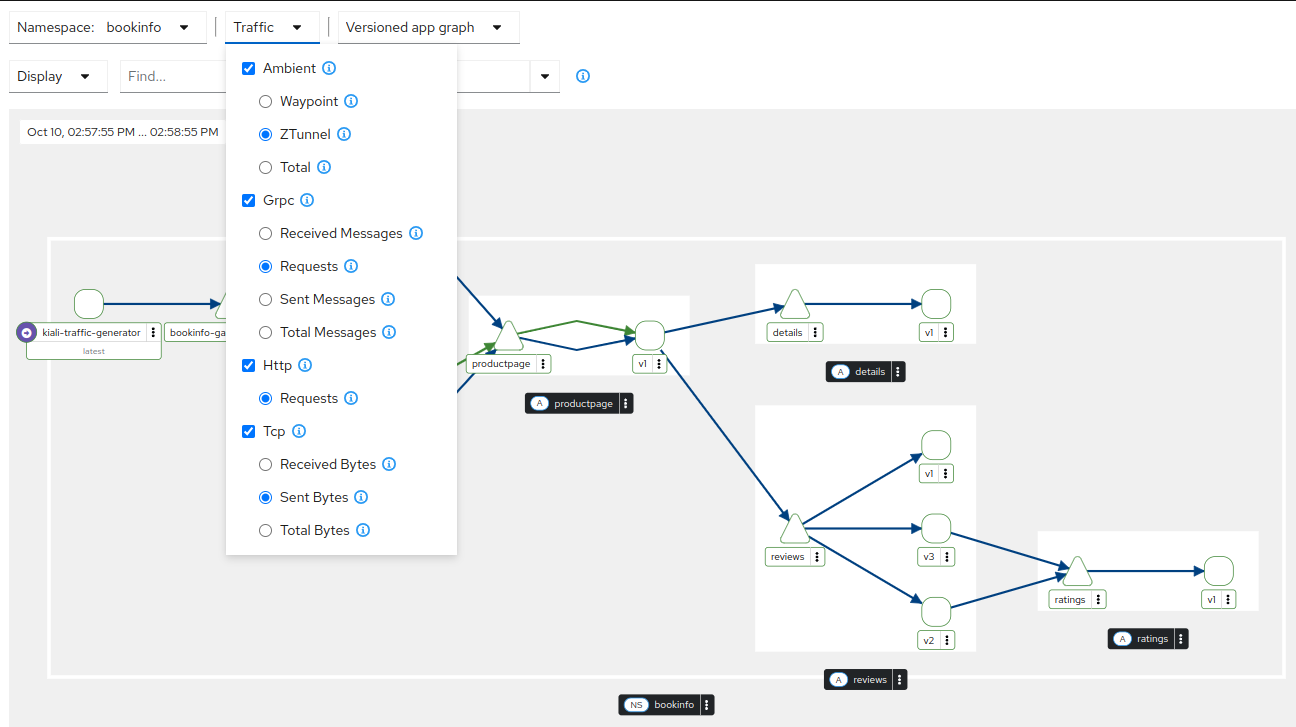 Namespace: bookinfo
Traffic
Versioned app graph
Display
Find...
Oct 10, 02:57:55 PM ... 02:58:55 PM
Ambient
Waypoint
ZTunnel
Total
Grpc
Received Messages
Requests
Sent Messages
Total Messages
Http
Requests
Tcp
Received Bytes
Sent Bytes
Total Bytes
kiali-traffic-generator
latest
bookinfo-ga
productpage
v1
A productpage
details
v1
A details
v1
reviews
v3
v2
A reviews
ratings
v1
A ratings
NS bookinfo